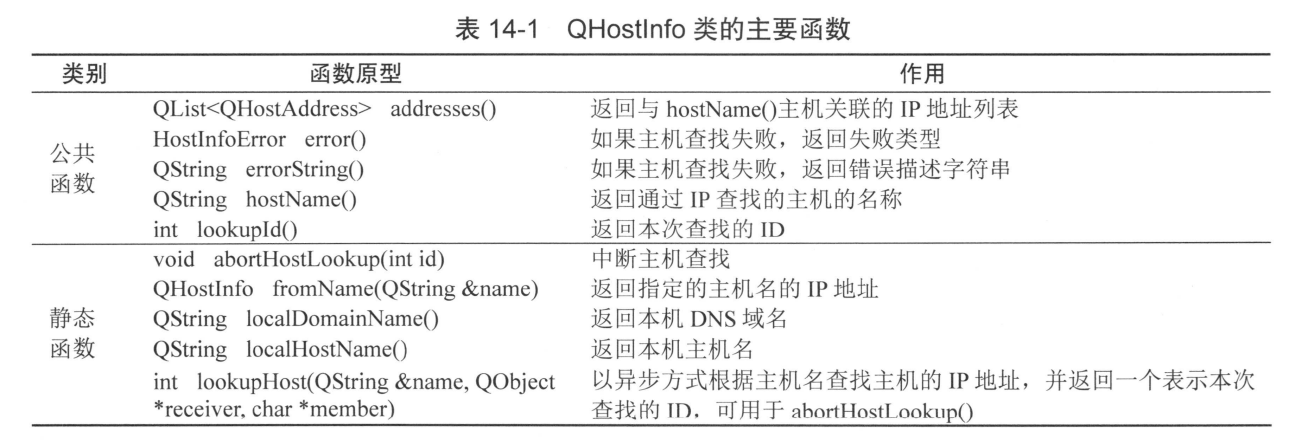 表 14-1 QHostInfo 类的主要函数
类别 函数原型 作用
公共函数
QList<QHostAddress> addresses() 返回与 hostName()主机关联的 IP 地址列表
HostInfoError error() 如果主机查找失败，返回失败类型
QString errorString() 如果主机查找失败，返回错误描述字符串
QString hostName() 返回通过 IP 查找的主机的名称
int lookupId() 返回本次查找的 ID
静态函数
void abortHostLookup(int id) 中断主机查找
QHostInfo fromName(QString &name) 返回指定的主机名的 IP 地址
QString localDomainName() 返回本机 DNS 域名
QString localHostName() 返回本机主机名
int lookupHost(QString &name, QObject 以异步方式根据主机名查找主机的 IP 地址，并返回一个表示本次
*receiver, char *member) 查找的 ID，可用于 abortHostLookup()